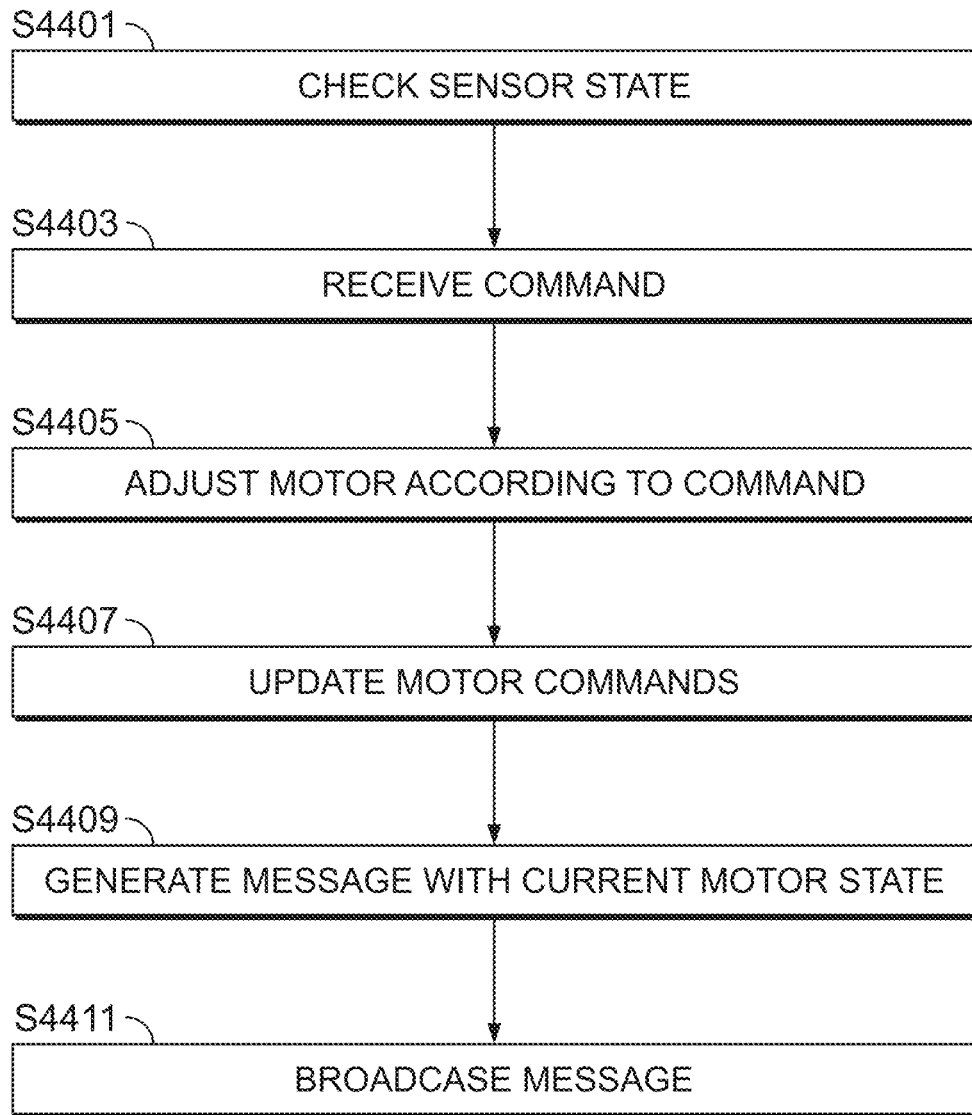 S4401
CHECK SENSOR STATE
S4403
RECEIVE COMMAND
S4405
ADJUST MOTOR ACCORDING TO COMMAND
S4407
UPDATE MOTOR COMMANDS
S4409
GENERATE MESSAGE WITH CURRENT MOTOR STATE
S4411
BROADCASE MESSAGE